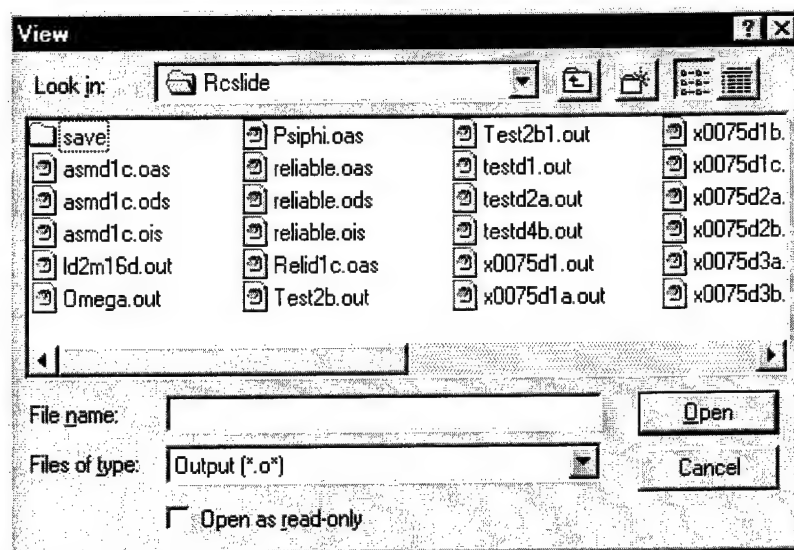 View
Look in: Rcslide
save Psiphi.oas Test2b1.out x0075d1b.
asmd1c.oas reliable.oas testd1.out x0075d1c.
asmd1c.ods reliable.ods testd2a.out x0075d2a.
asmd1c.ois reliable.ois testd4b.out x0075d2b.
ld2m16d.out Relid1c.oas x0075d1.out x0075d3a.
Omega.out Test2b.out x0075d1a.out x0075d3b.
File name: Open
Files of type: Output (*.o*) Cancel
Open as read-only